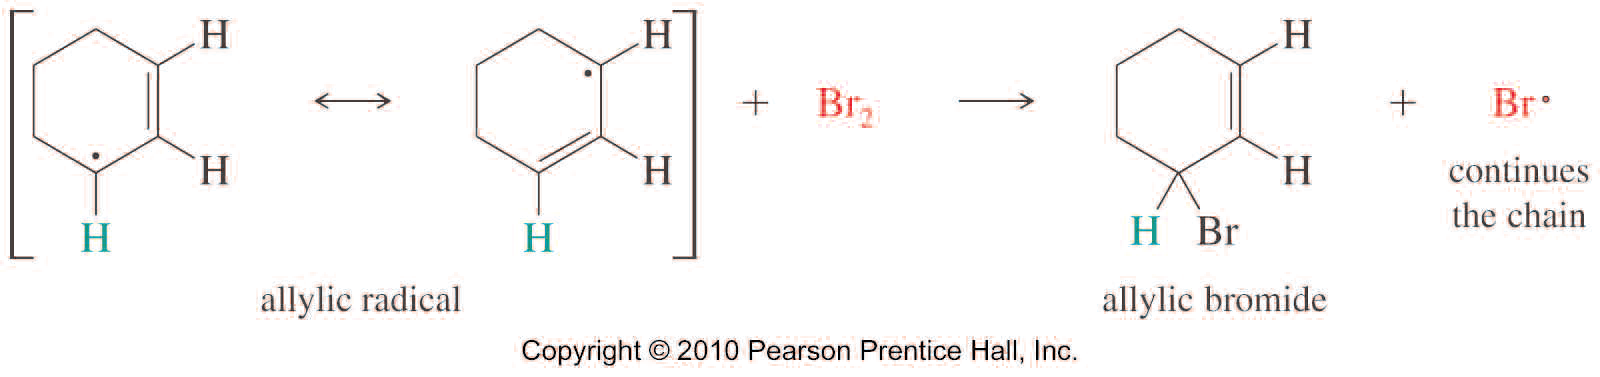 H H H
H H H
+ Br₂ + Br•
H H H Br
continues
the chain
allylic radical allylic bromide
Copyright © 2010 Pearson Prentice Hall, Inc.